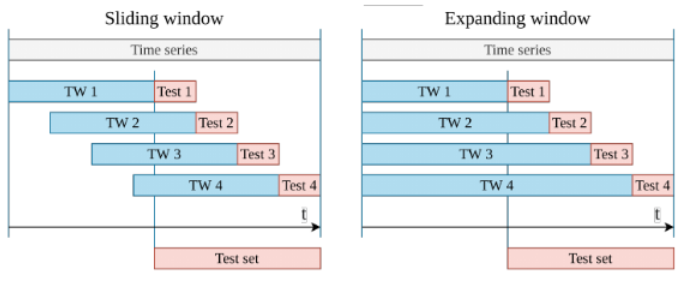 Sliding window
Time series
TW 1 Test 1
TW 2 Test 2
TW 3 Test 3
TW 4 Test 4
t
Test set
Expanding window
Time series
TW 1 Test 1
TW 2 Test 2
TW 3 Test 3
TW 4 Test 4
t
Test set